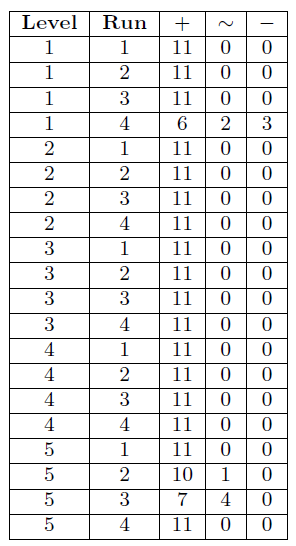 Level Run + ∼ −
1 1 11 0 0
1 2 11 0 0
1 3 11 0 0
1 4 6 2 3
2 1 11 0 0
2 2 11 0 0
2 3 11 0 0
2 4 11 0 0
3 1 11 0 0
3 2 11 0 0
3 3 11 0 0
3 4 11 0 0
4 1 11 0 0
4 2 11 0 0
4 3 11 0 0
4 4 11 0 0
5 1 11 0 0
5 2 10 1 0
5 3 7 4 0
5 4 11 0 0